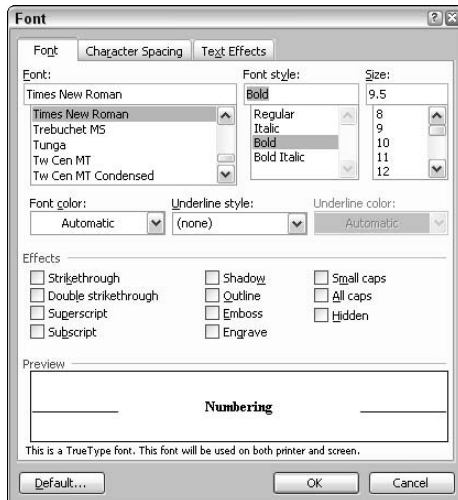 Font
Font Character Spacing Text Effects
Font: Font style: Size:
Times New Roman Bold 9.5
Times New Roman Regular 8
Trebuchet MS Italic 9
Tunga Bold 10
Tw Cen MT Bold Italic 11
Tw Cen MT Condensed 12
Font color: Underline style: Underline color:
Automatic (none) Automatic
Effects
Strikethrough Shadow Small caps
Double strikethrough Outline All caps
Superscript Emboss Hidden
Subscript Engrave
Preview
Numbering
This is a TrueType font. This font will be used on both printer and screen.
Default... OK Cancel